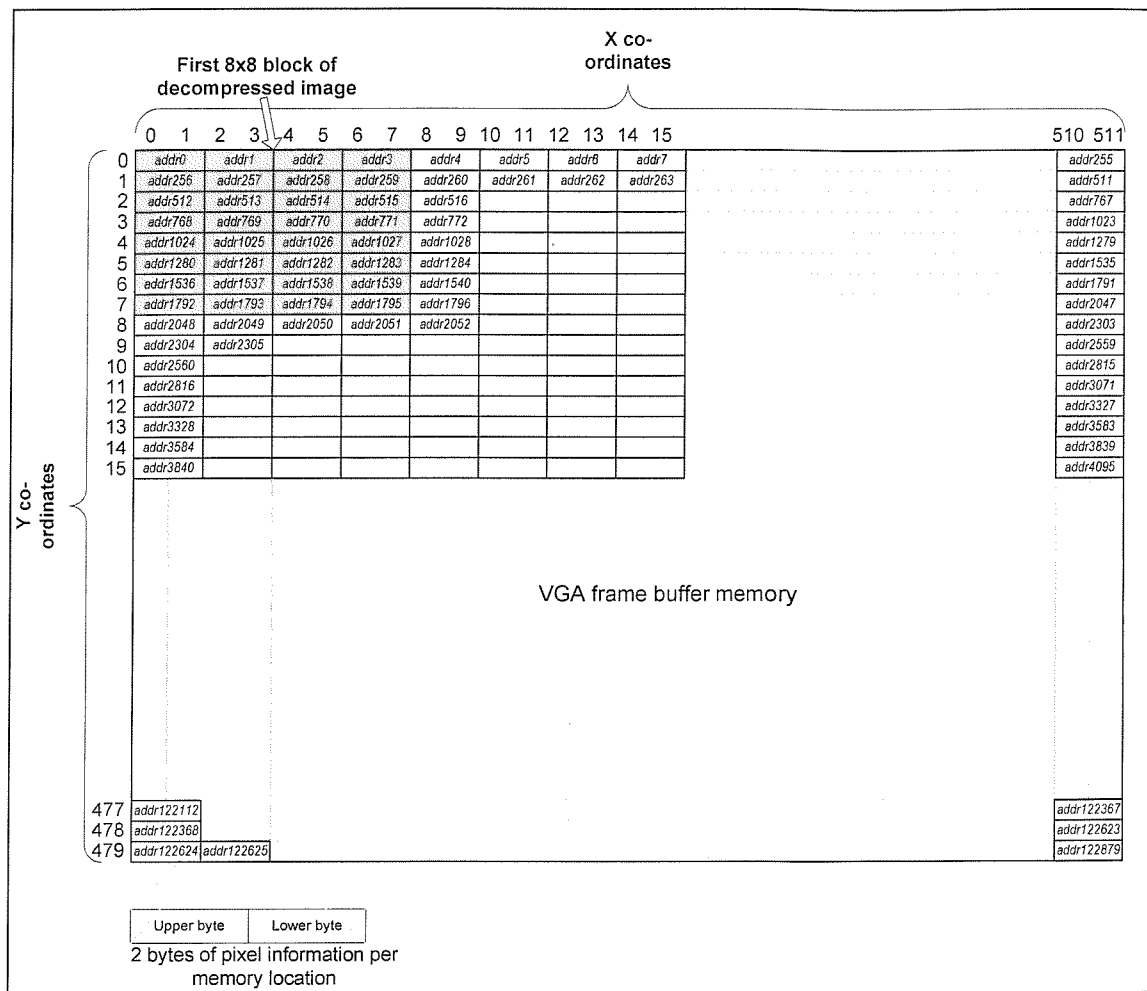 X co-
ordinates
First 8x8 block of
decompressed image
0 1 2 3 4 5 6 7 8 9 10 11 12 13 14 15 510 511
0 addr0 addr1 addr2 addr3 addr4 addr5 addr6 addr7 addr255
1 addr256 addr257 addr258 addr259 addr260 addr261 addr262 addr263 addr511
2 addr512 addr513 addr514 addr515 addr516 addr767
3 addr768 addr769 addr770 addr771 addr772 addr1023
4 addr1024 addr1025 addr1026 addr1027 addr1028 addr1279
5 addr1280 addr1281 addr1282 addr1283 addr1284 addr1535
6 addr1536 addr1537 addr1538 addr1539 addr1540 addr1791
7 addr1792 addr1793 addr1794 addr1795 addr1796 addr2047
8 addr2048 addr2049 addr2050 addr2051 addr2052 addr2303
9 addr2304 addr2305 addr2559
10 addr2560 addr2815
11 addr2816 addr3071
12 addr3072 addr3327
13 addr3328 addr3583
14 addr3584 addr3839
15 addr3840 addr4095
Y co-
ordinates
VGA frame buffer memory
477 addr122112 addr122367
478 addr122368 addr122623
479 addr122624 addr122625 addr122879
Upper byte Lower byte
2 bytes of pixel information per
memory location